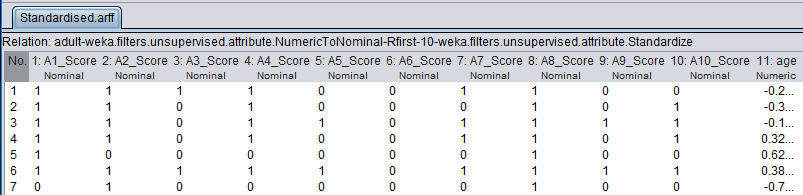 Standardised.arff
Relation: adult-weka.filters.unsupervised.attribute.NumericToNominal-Rfirst-10-weka.filters.unsupervised.attribute.Standardize
No. 1: A1_Score 2: A2_Score 3: A3_Score 4: A4_Score 5: A5_Score 6: A6_Score 7: A7_Score 8: A8_Score 9: A9_Score 10: A10_Score 11: age
Nominal Nominal Nominal Nominal Nominal Nominal Nominal Nominal Nominal Nominal Numeric
1 1 1 1 1 0 0 1 1 0 0 -0.2...
2 1 1 0 1 0 0 0 1 0 1 -0.3...
3 1 1 0 1 1 0 1 1 1 1 -0.1...
4 1 1 0 1 0 0 1 1 0 1 0.32...
5 1 0 0 0 0 0 0 1 0 0 0.62...
6 1 1 1 1 1 0 1 1 1 1 0.38...
7 0 1 0 0 0 0 0 1 0 0 -0.7...